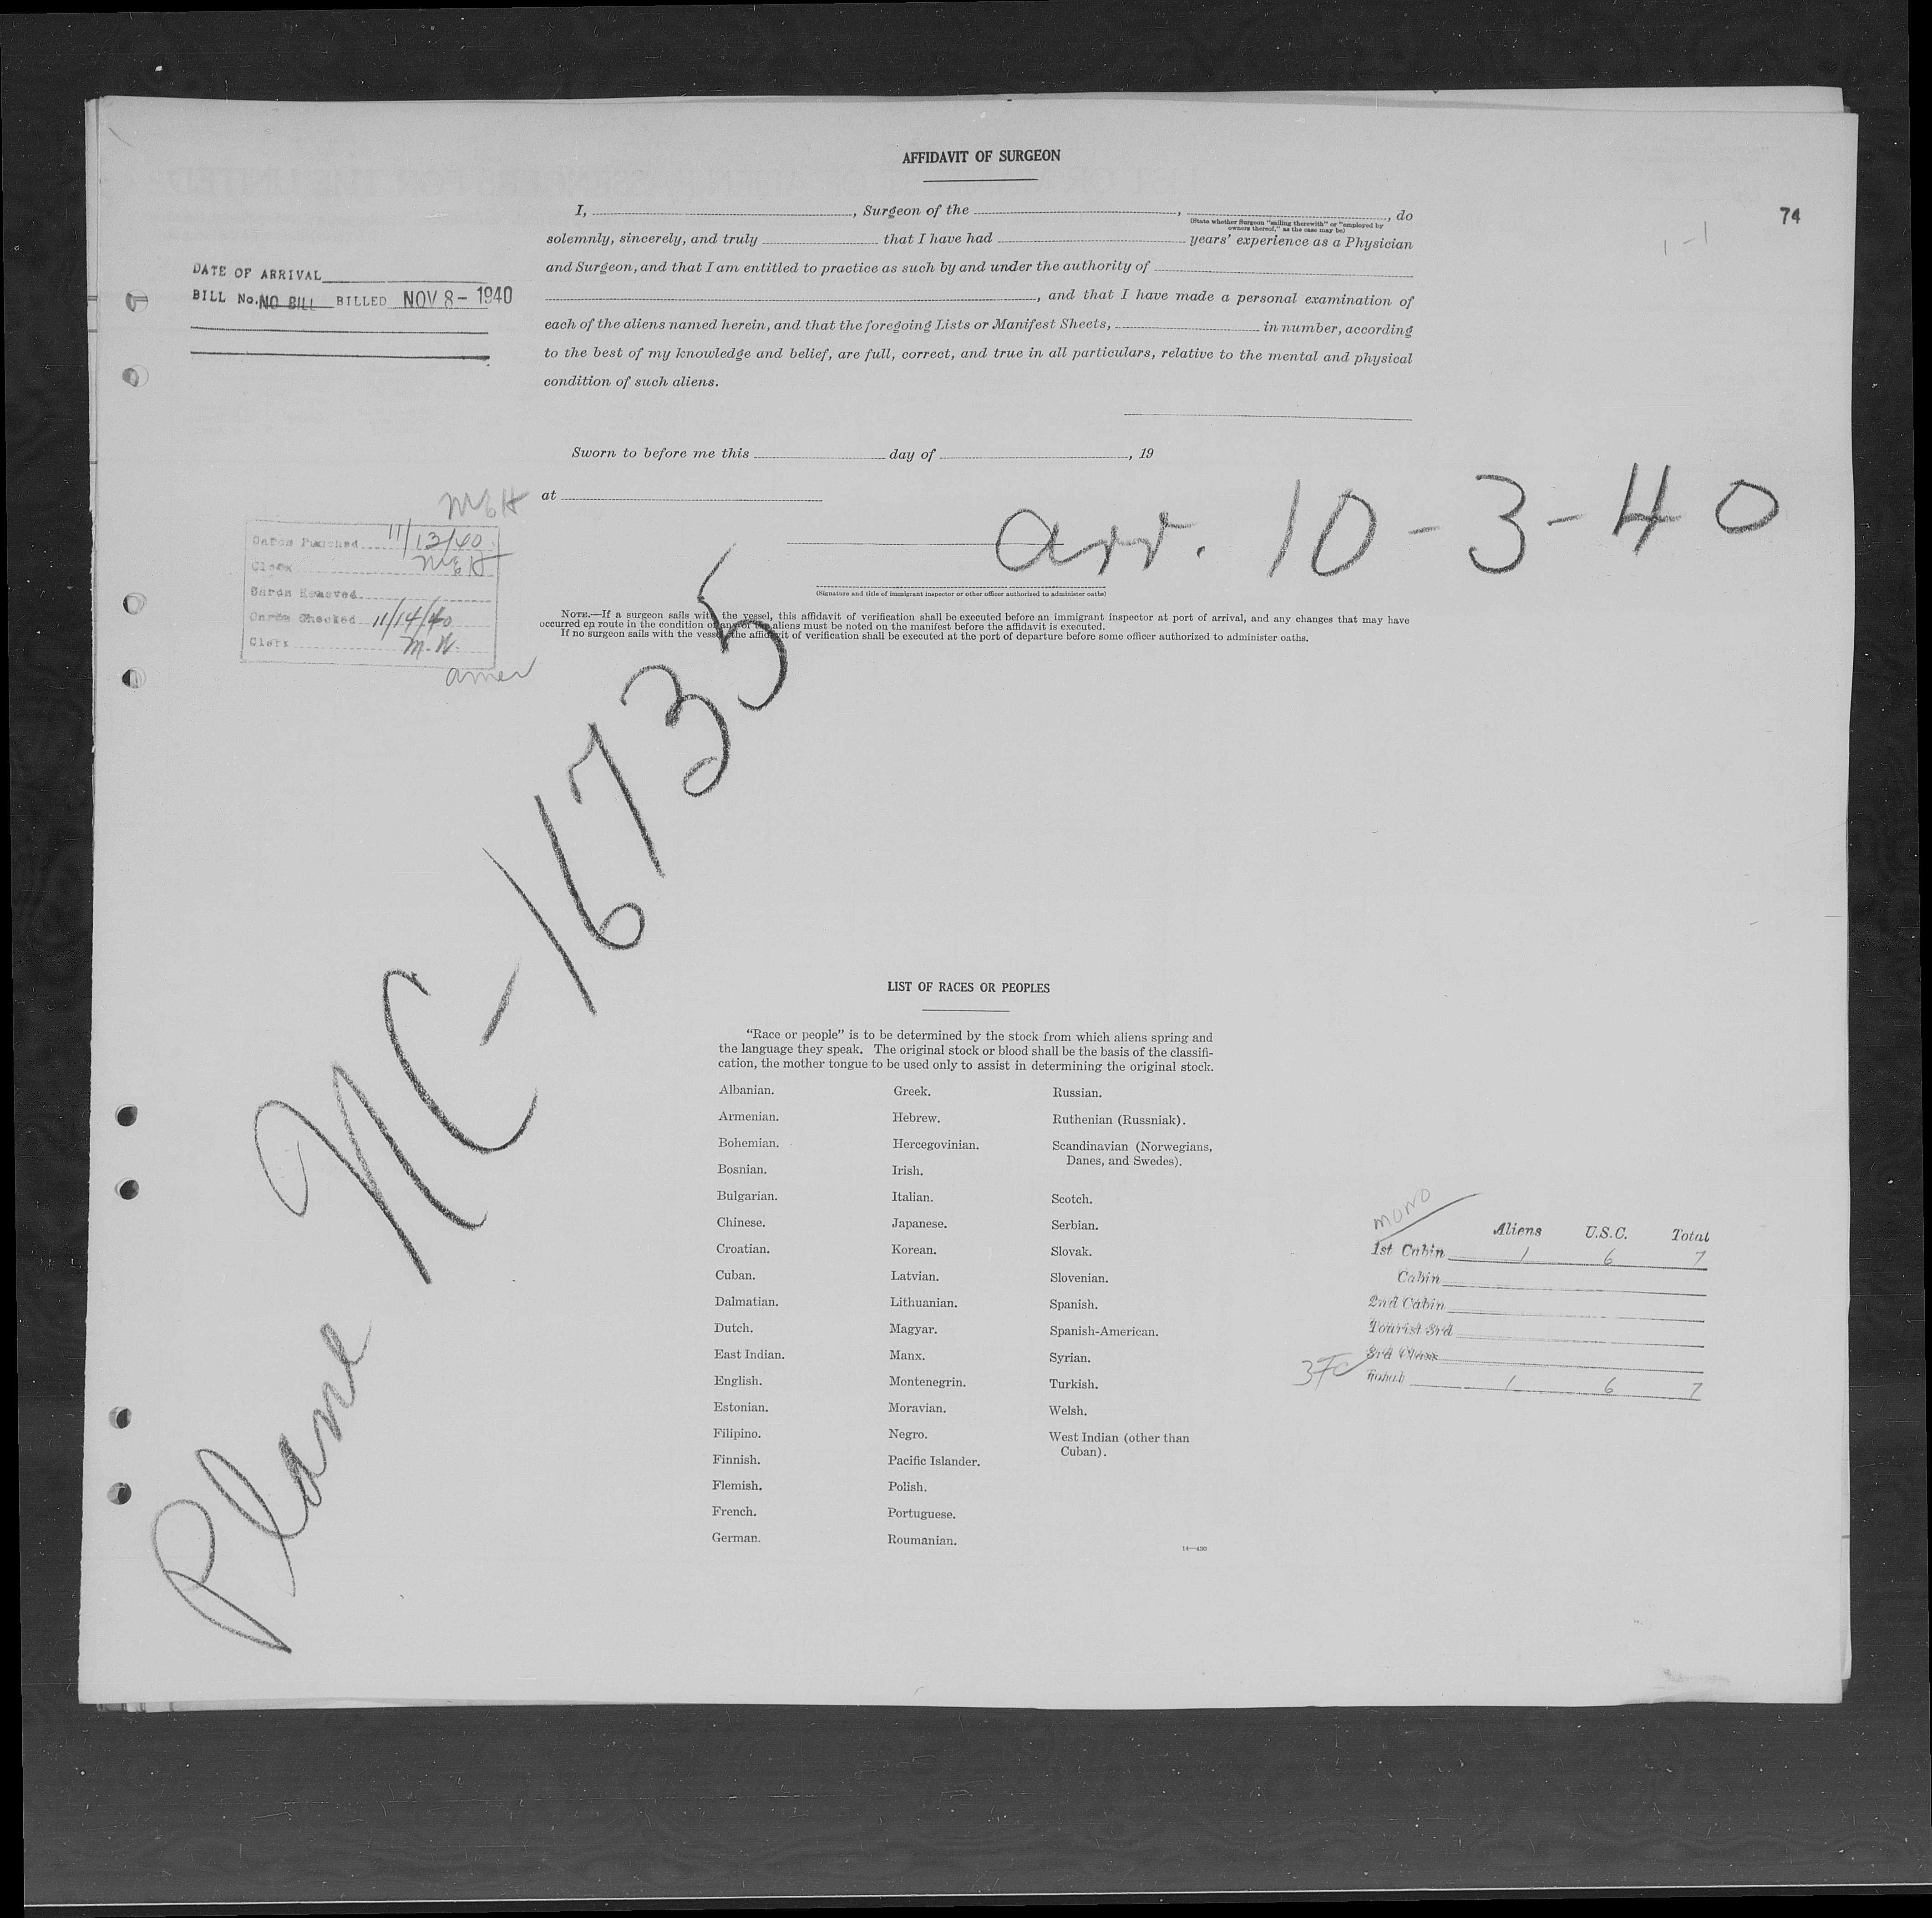 AFFIDAVIT OF SURGEON
74
I, , Surgeon of the , , do
(State whether Surgeon "sailing therewith" or "employed by
owners thereof," as the case may be)
solemnly, sincerely, and truly that I have had years' experience as a Physician
and Surgeon, and that I am entitled to practice as such by and under the authority of
, and that I have made a personal examination of
each of the aliens named herein, and that the foregoing Lists or Manifest Sheets, in number, according
to the best of my knowledge and belief, are full, correct, and true in all particulars, relative to the mental and physical
condition of such aliens.
DATE OF ARRIVAL
BILL No. NO BILL BILLED NOV 8 - 1940
Sworn to before me this day of , 19
at
arr. 10-3-40
(Signature and title of immigrant inspector or other officer authorized to administer oaths)
NOTE.—If a surgeon sails with the vessel, this affidavit of verification shall be executed before an immigrant inspector at port of arrival, and any changes that may have
occurred en route in the condition of any of the aliens must be noted on the manifest before the affidavit is executed.
If no surgeon sails with the vessel, the affidavit of verification shall be executed at the port of departure before some officer authorized to administer oaths.
MEH
Cards Punched 11/13/40
Clerk MEH
Cards Removed
Cards Checked 11/14/40
Clerk
amer
Plane NC-16735
LIST OF RACES OR PEOPLES
"Race or people" is to be determined by the stock from which aliens spring and
the language they speak. The original stock or blood shall be the basis of the classifi-
cation, the mother tongue to be used only to assist in determining the original stock.
Albanian.
Armenian.
Bohemian.
Bosnian.
Bulgarian.
Chinese.
Croatian.
Cuban.
Dalmatian.
Dutch.
East Indian.
English.
Estonian.
Filipino.
Finnish.
Flemish.
French.
German.
Greek.
Hebrew.
Hercegovinian.
Irish.
Italian.
Japanese.
Korean.
Latvian.
Lithuanian.
Magyar.
Manx.
Montenegrin.
Moravian.
Negro.
Pacific Islander.
Polish.
Portuguese.
Roumanian.
Russian.
Ruthenian (Russniak).
Scandinavian (Norwegians,
Danes, and Swedes).
Scotch.
Serbian.
Slovak.
Slovenian.
Spanish.
Spanish-American.
Syrian.
Turkish.
Welsh.
West Indian (other than
Cuban).
14—430
MONO
Aliens U.S.C. Total
1st Cabin 1 6 7
Cabin
2nd Cabin
Tourist 3rd
3rd Class
Total 1 6 7